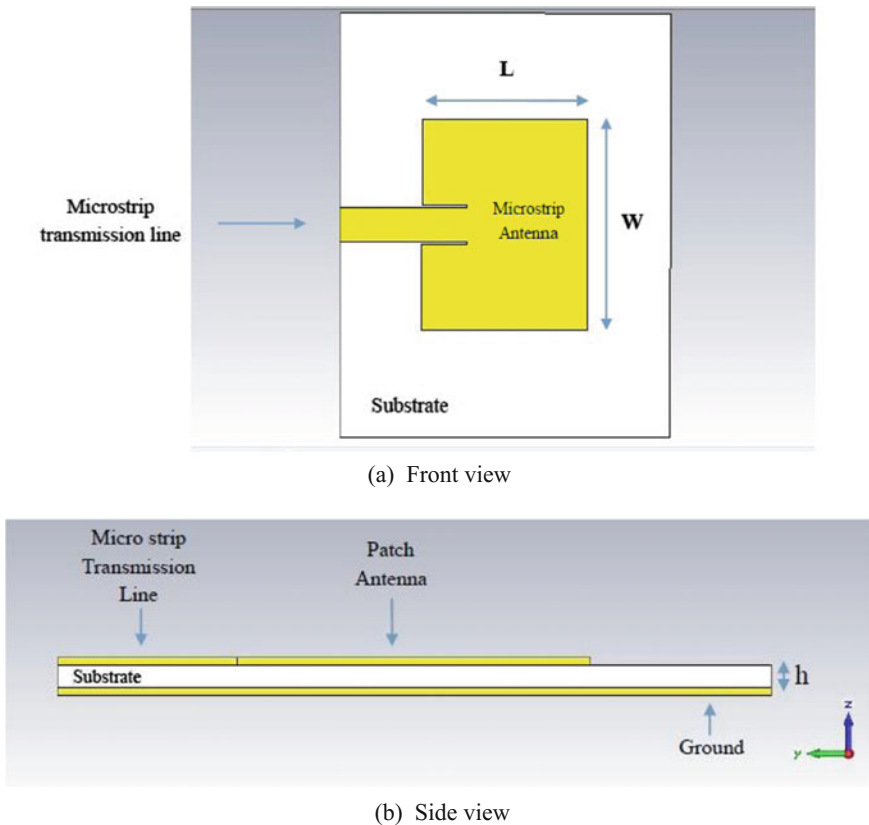 L
Microstrip
transmission line
Microstrip
Antenna
W
Substrate
(a) Front view
Micro strip
Transmission
Line
Patch
Antenna
Substrate
h
Ground
z
y
(b) Side view